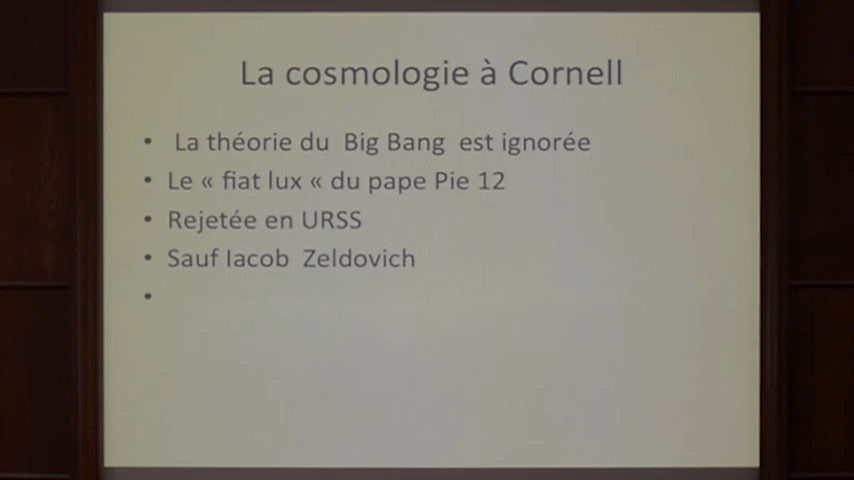 La cosmologie à Cornell
• La théorie du Big Bang est ignorée
• Le « fiat lux « du pape Pie 12
• Rejetée en URSS
• Sauf Iacob Zeldovich
•